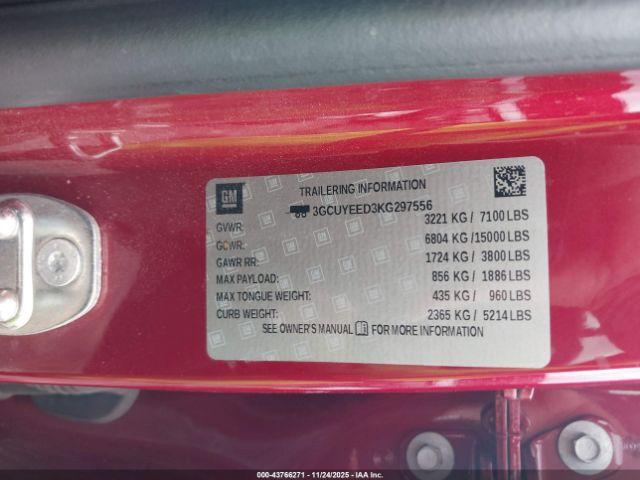 GM
TRAILERING INFORMATION
3GCUYEED3KG297556
GVWR: 3221 KG / 7100 LBS
GCWR: 6804 KG /15000 LBS
GAWR RR: 1724 KG / 3800 LBS
MAX PAYLOAD: 856 KG / 1886 LBS
MAX TONGUE WEIGHT: 435 KG / 960 LBS
CURB WEIGHT: 2365 KG / 5214 LBS
SEE OWNER'S MANUAL FOR MORE INFORMATION
000-43766271 - 11/24/2025 - IAA Inc.